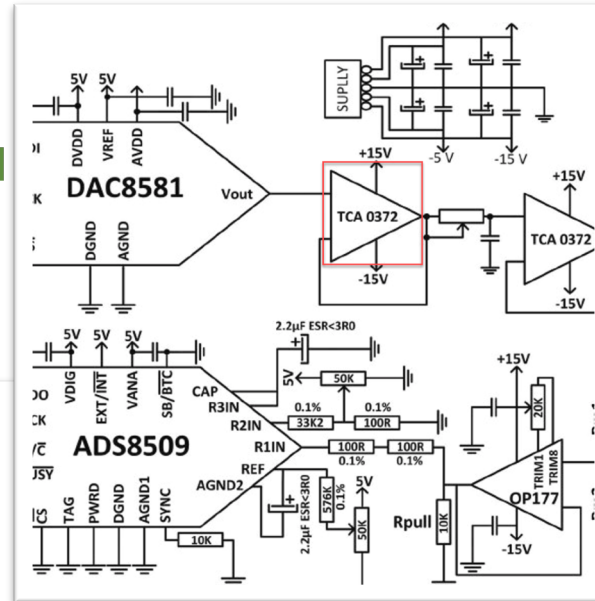 SUPLLY
-5 V
-15 V
5V
5V
DVDD
VREF
AVDD
DAC8581
Vout
DGND
AGND
+15V
TCA 0372
-15V
+15V
TCA 0372
-15V
5V
5V
5V
VDIG
EXT/INT
VANA
SB/BTC
2.2µF ESR<3R0
CAP
R3IN
R2IN
R1IN
REF
AGND2
ADS8509
5V
50K
0.1%
0.1%
33K2
100R
100R
100R
0.1%
0.1%
CS
TAG
PWRD
DGND
AGND1
SYNC
10K
2.2µF ESR<3R0
576K
0.1%
5V
50K
Rpull
10K
+15V
20K
TRIM1
TRIM8
OP177
-15V